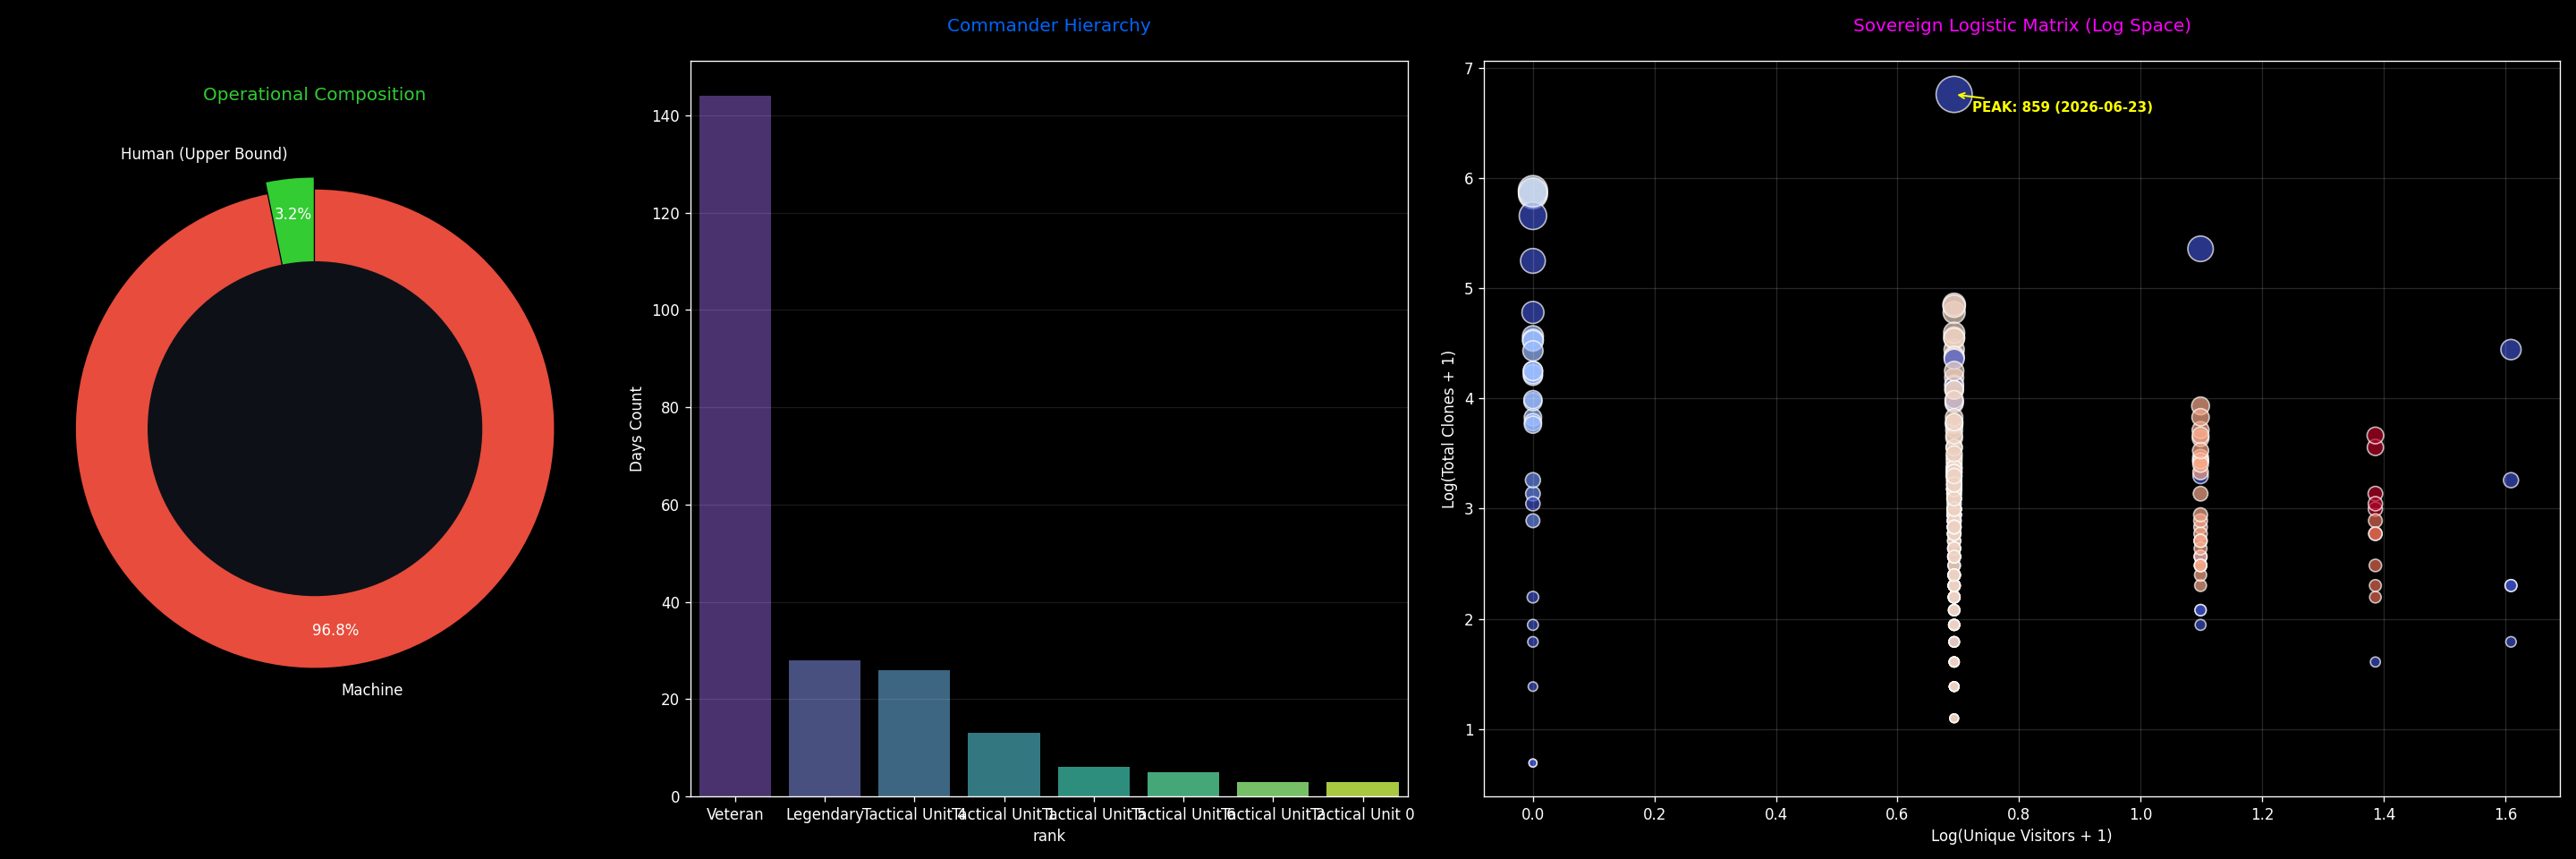 Operational Composition
Human (Upper Bound)
3.2%
96.8%
Machine
Commander Hierarchy
Days Count
140
120
100
80
60
40
20
0
Veteran
Legendary
Tactical Unit 4
Tactical Unit 1
Tactical Unit 5
Tactical Unit 6
Tactical Unit 2
Tactical Unit 0
rank
Sovereign Logistic Matrix (Log Space)
PEAK: 859 (2026-06-23)
Log(Total Clones + 1)
7
6
5
4
3
2
1
0.0
0.2
0.4
0.6
0.8
1.0
1.2
1.4
1.6
Log(Unique Visitors + 1)